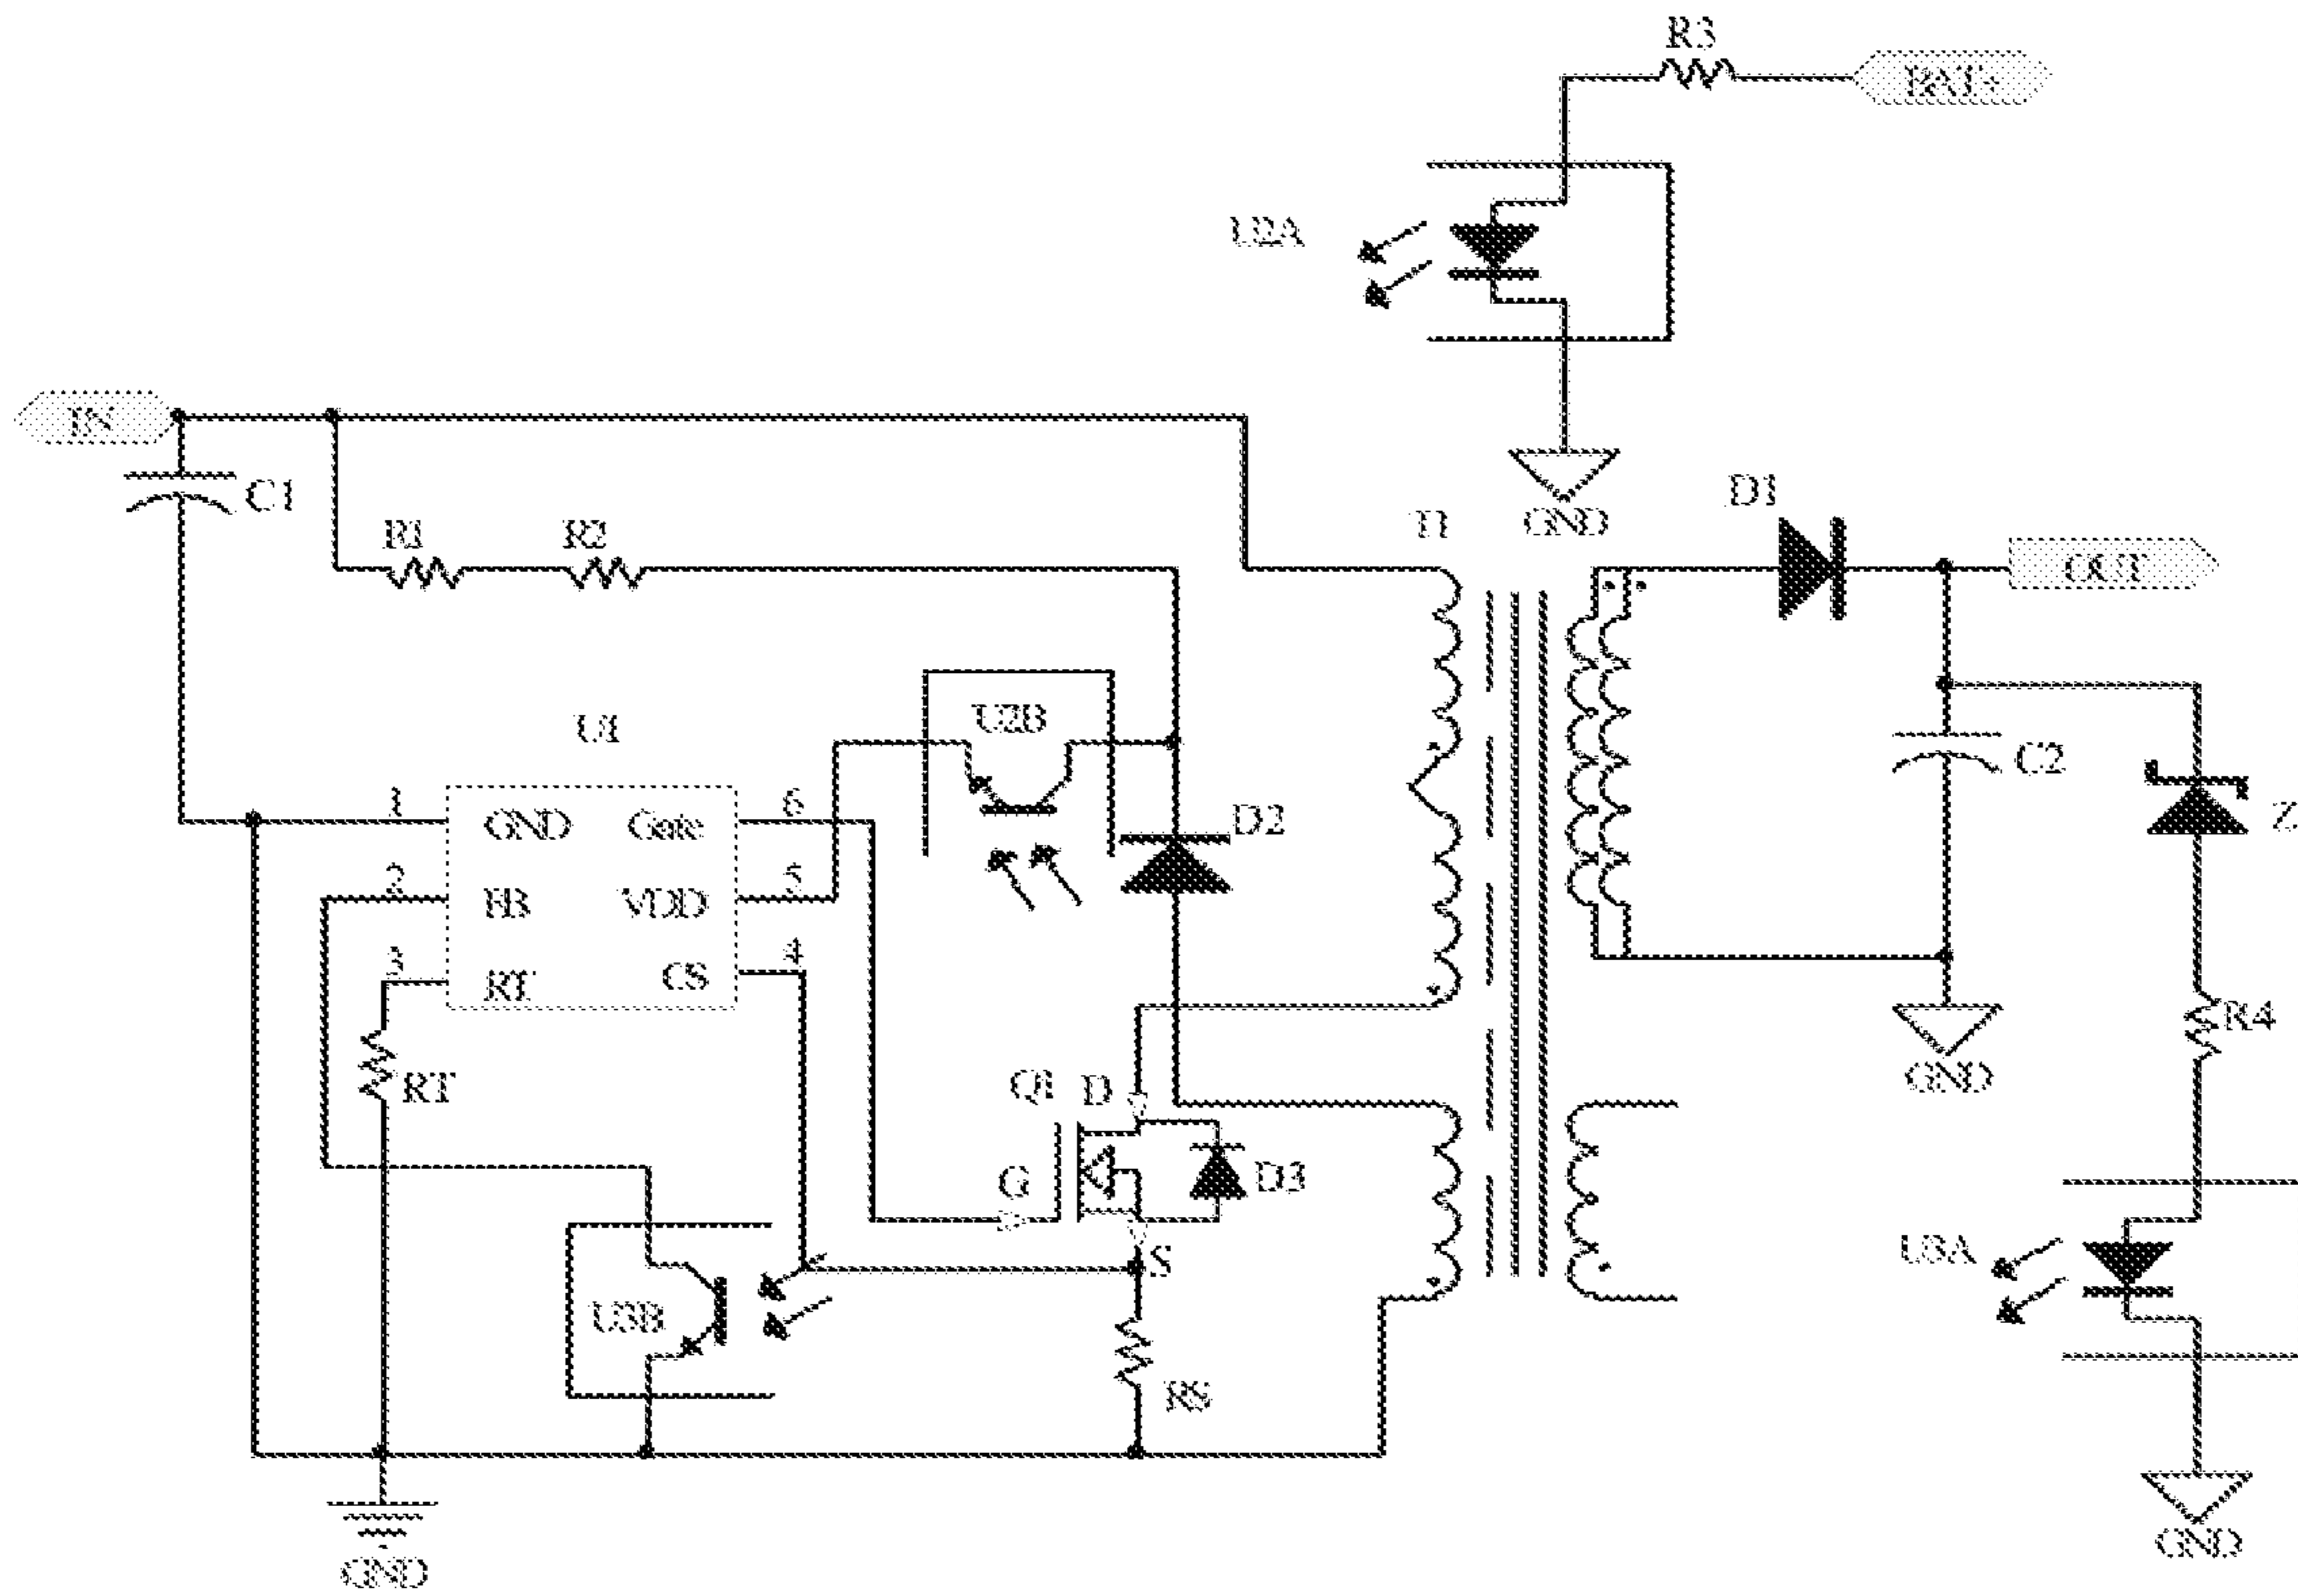 R3
BAT+
U2A
IN
C1
GND
D1
T1
R1
R2
OUT
U2B
U1
C2
1
GND
Gate
6
D2
Z
2
FB
VDD
5
3
RT
CS
4
R4
RT
Q1
D
GND
G
D3
U3A
S
U3B
RS
GND
GND